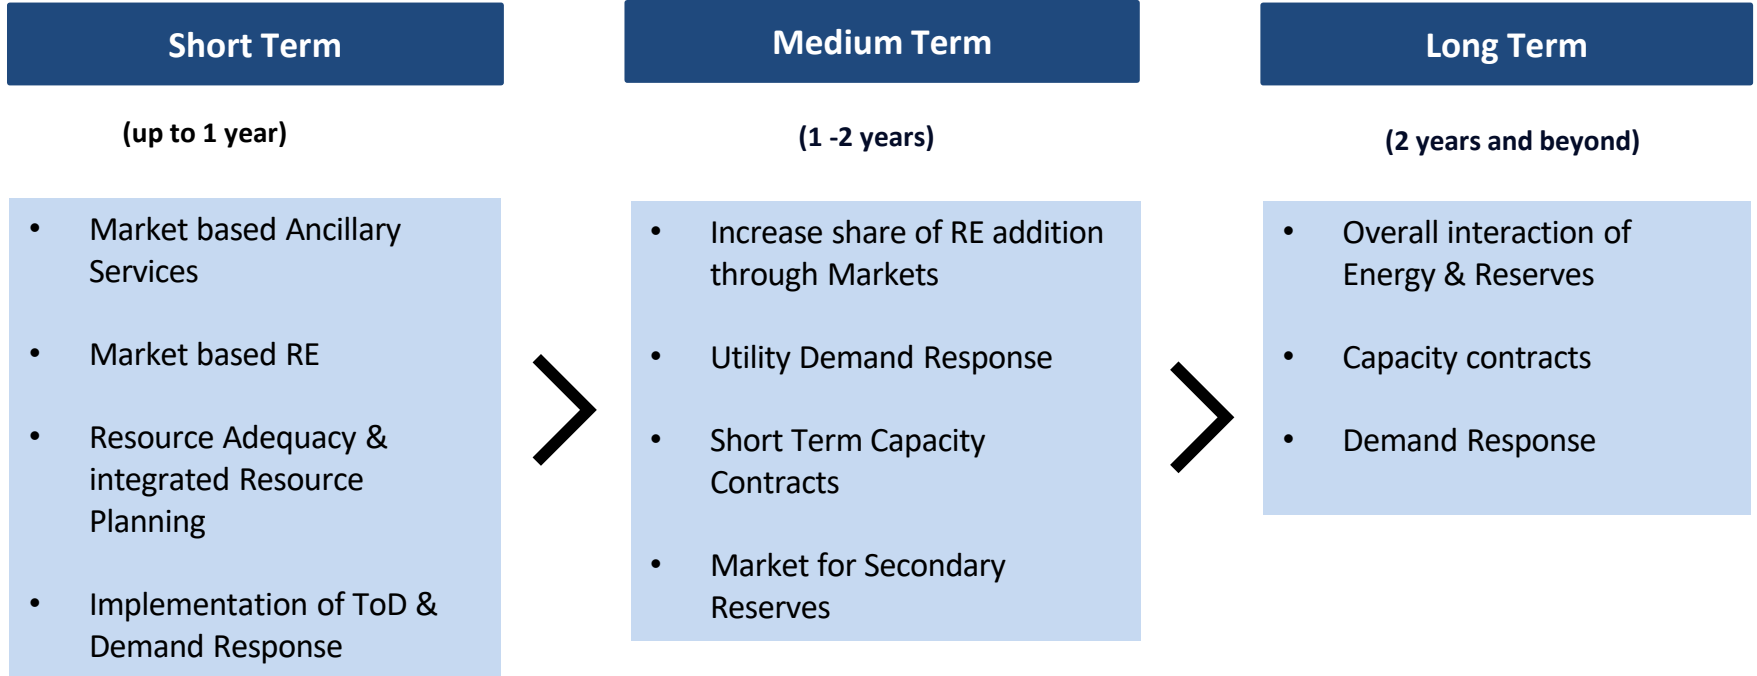 Short Term
(up to 1 year)
• Market based Ancillary
Services
• Market based RE
• Resource Adequacy &
integrated Resource
Planning
• Implementation of ToD &
Demand Response
Medium Term
(1 -2 years)
• Increase share of RE addition
through Markets
• Utility Demand Response
• Short Term Capacity
Contracts
• Market for Secondary
Reserves
Long Term
(2 years and beyond)
• Overall interaction of
Energy & Reserves
• Capacity contracts
• Demand Response